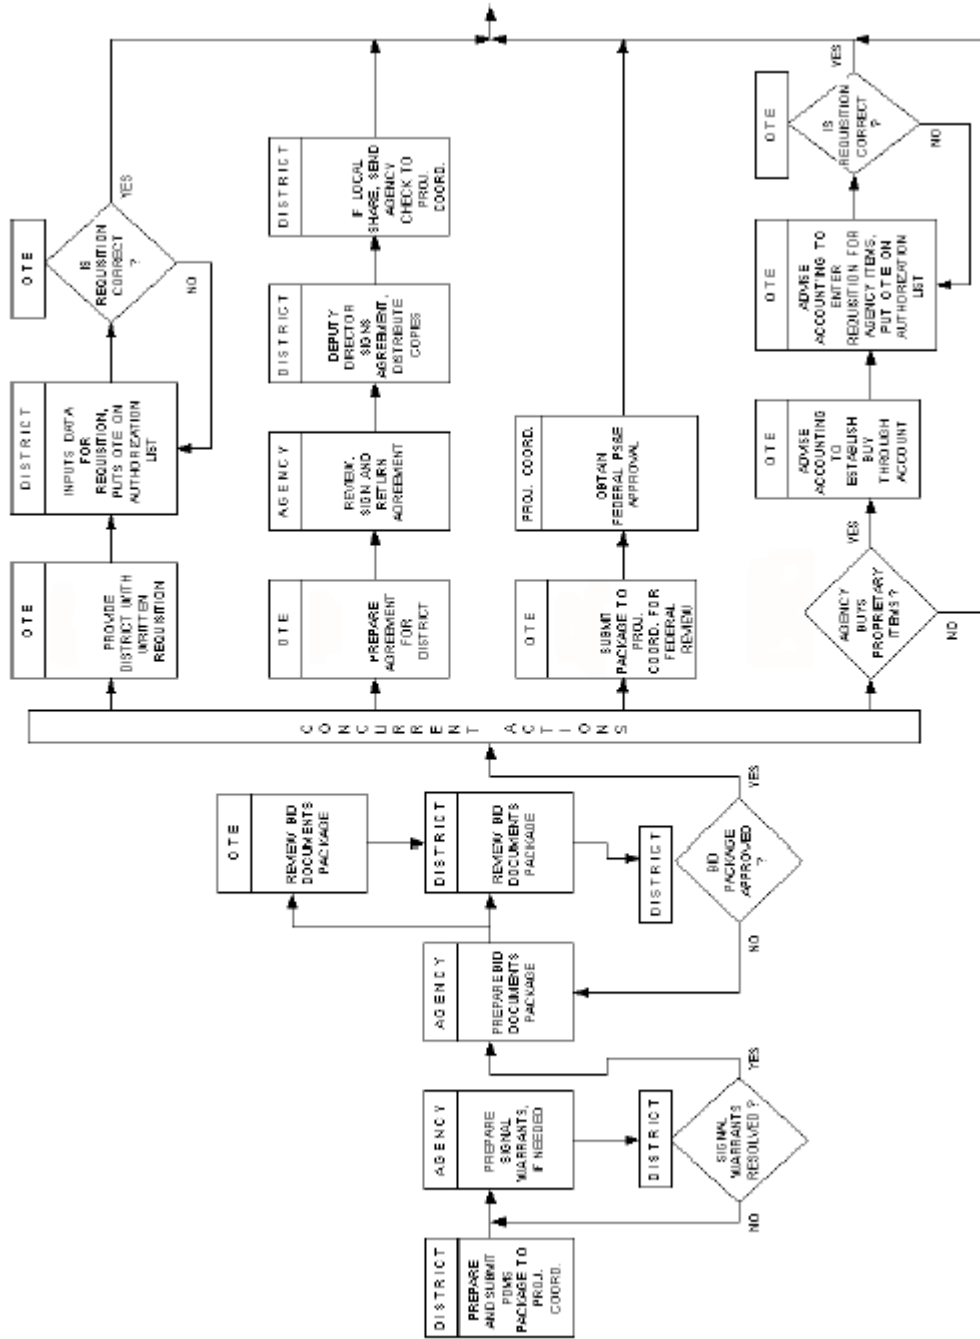 DISTRICT
PREPARE
AND SUBMIT
PDMS
PACKAGE TO
PROJ.
COORD.
AGENCY
PREPARE
SIGNAL
WARRANTS,
IF NEEDED
DISTRICT
SIGNAL
WARRANTS
RESOLVED ?
NO
YES
AGENCY
PREPARE BID
DOCUMENTS
PACKAGE
OTE
REVIEW BID
DOCUMENTS
PACKAGE
DISTRICT
REVIEW BID
DOCUMENTS
PACKAGE
DISTRICT
BID
PACKAGE
APPROVED
?
NO
YES
CONCURRENT ACTIONS
OTE
PROVIDE
DISTRICT WITH
WRITTEN
REQUISITION
DISTRICT
INPUTS DATA
FOR
REQUISITION,
PUTS OTE ON
AUTHORIZATION
LIST
OTE
IS
REQUISITION
CORRECT
?
NO
YES
OTE
PREPARE
AGREEMENT
FOR
DISTRICT
AGENCY
REVIEW,
SIGN AND
RETURN
AGREEMENT
DISTRICT
DEPUTY
DIRECTOR
SIGNS
AGREEMENT,
DISTRIBUTE
COPIES
DISTRICT
IF LOCAL
SHARE, SEND
AGENCY
CHECK TO
PROJ.
COORD.
OTE
SUBMIT
PACKAGE TO
PROJ.
COORD. FOR
FEDERAL
REVIEW
PROJ. COORD.
OBTAIN
FEDERAL PS&E
APPROVAL
AGENCY
BUYS
PROPRIETARY
ITEMS ?
NO
YES
OTE
ADVISE
ACCOUNTING
TO
ESTABLISH
BUY
THROUGH
ACCOUNT
OTE
ADVISE
ACCOUNTING TO
ENTER
REQUISITION FOR
AGENCY ITEMS,
PUT OTE ON
AUTHORIZATION
LIST
OTE
IS
REQUISITION
CORRECT
?
NO
YES